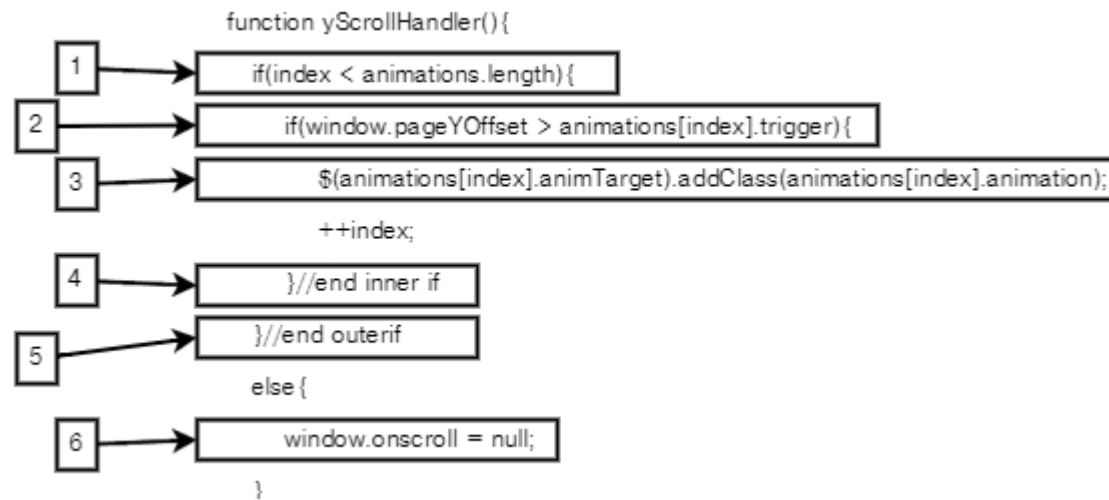 function yScrollHandler(){
1
if(index < animations.length){
2
if(window.pageYOffset > animations[index].trigger){
3
$(animations[index].animTarget).addClass(animations[index].animation);
++index;
4
}//end inner if
5
}//end outerif
else{
6
window.onscroll = null;
}